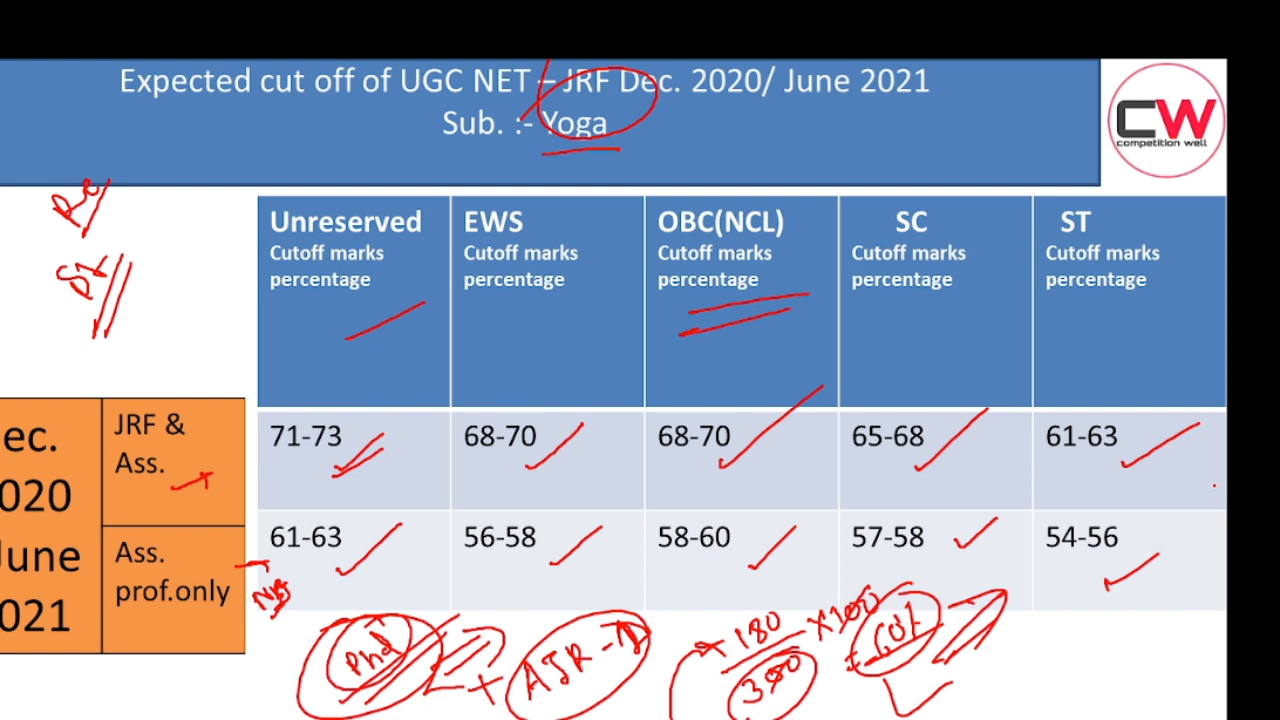 Expected cut off of UGC NET – JRF Dec. 2020/ June 2021
Sub. :- Yoga
CW
competition well
Unreserved EWS OBC(NCL) SC ST
Cutoff marks Cutoff marks Cutoff marks Cutoff marks Cutoff marks
percentage percentage percentage percentage percentage
ec. JRF &
Ass.
71-73 68-70 68-70 65-68 61-63
020
une Ass.
prof.only
61-63 56-58 58-60 57-58 54-56
021
Phd
180
×100
300
60%